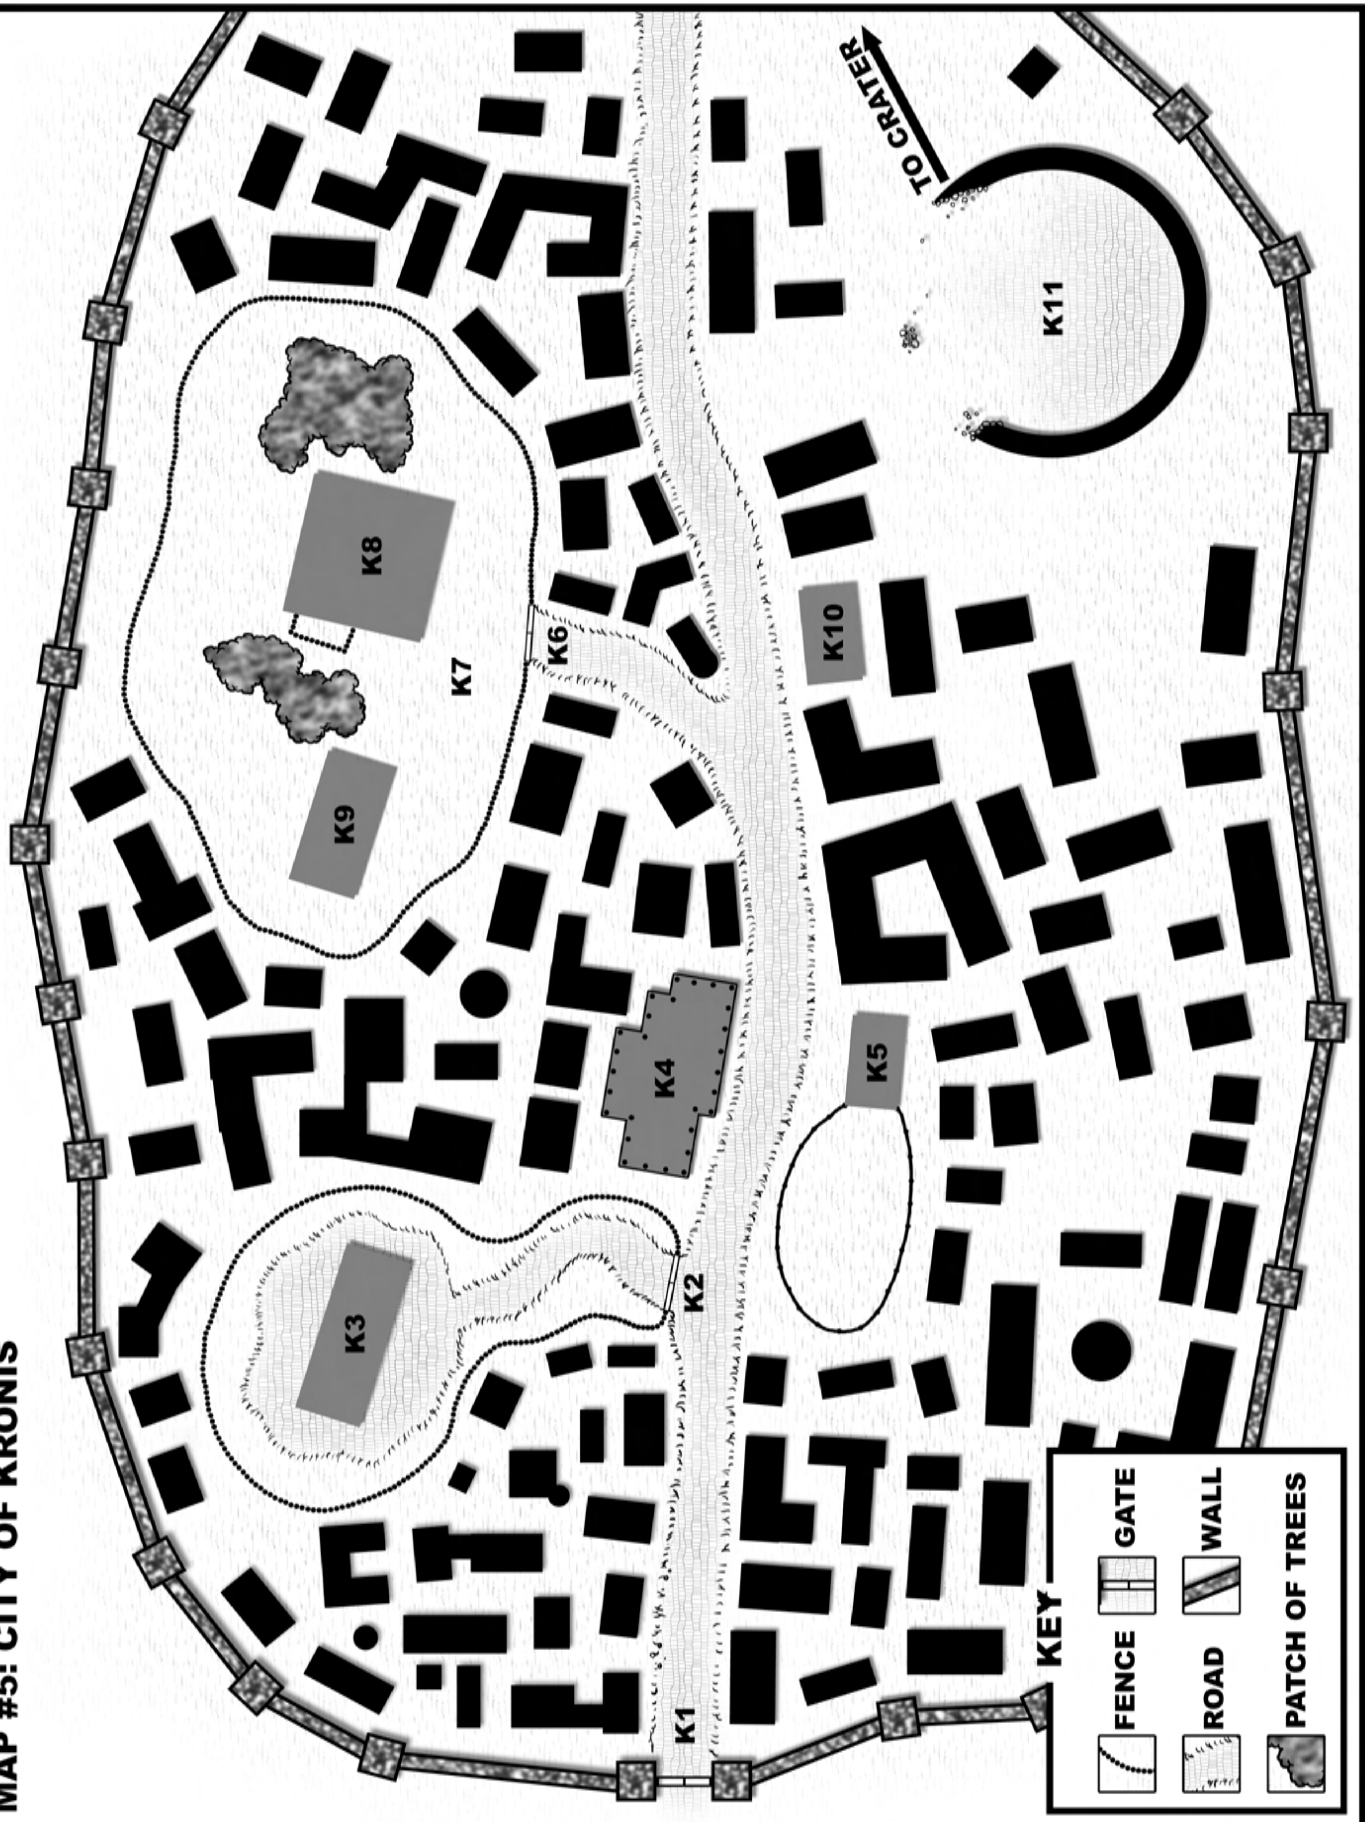 MAP #5: CITY OF KRONIS
K1
K2
K3
K4
K5
K6
K7
K8
K9
K10
K11
TO CRATER
KEY
FENCE
GATE
ROAD
WALL
PATCH OF TREES